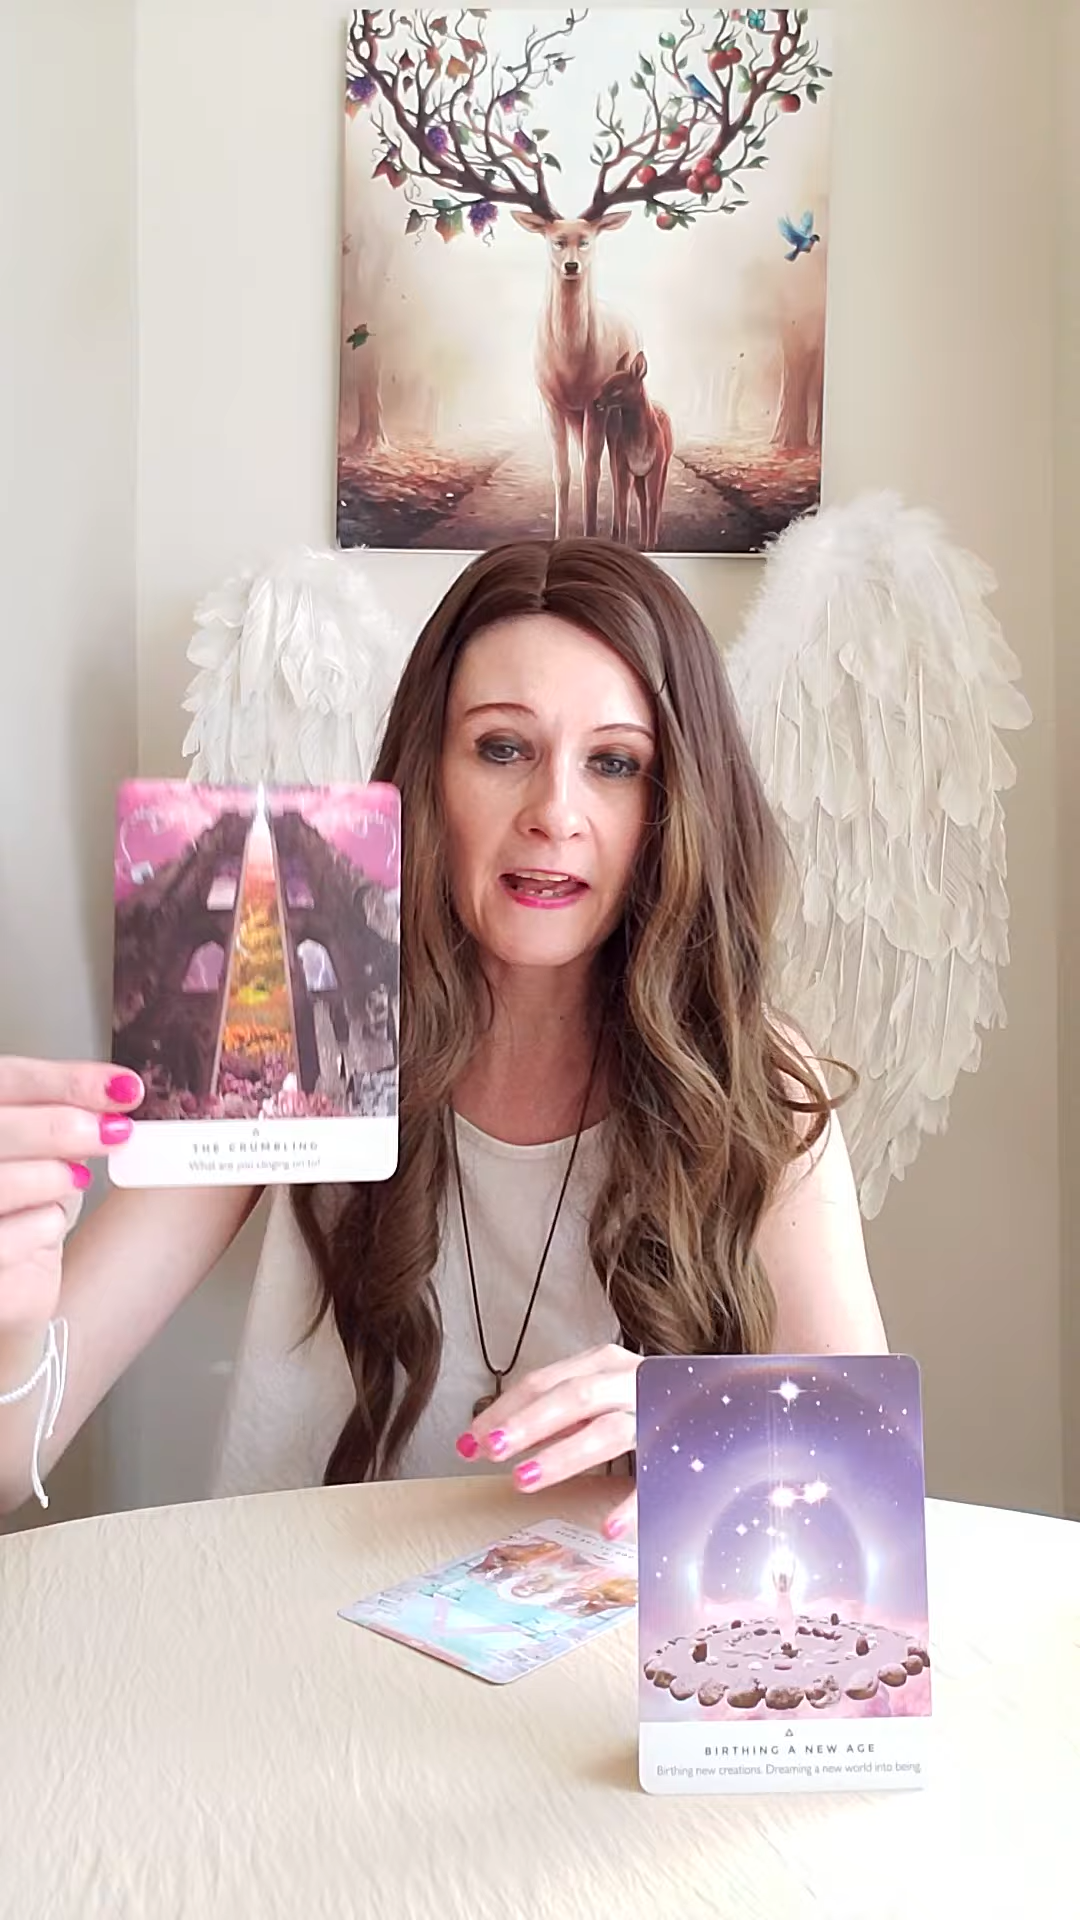 THE CRUMBLING
What are you clinging on to?
BIRTHING A NEW AGE
Birthing new creations. Dreaming a new world into being.